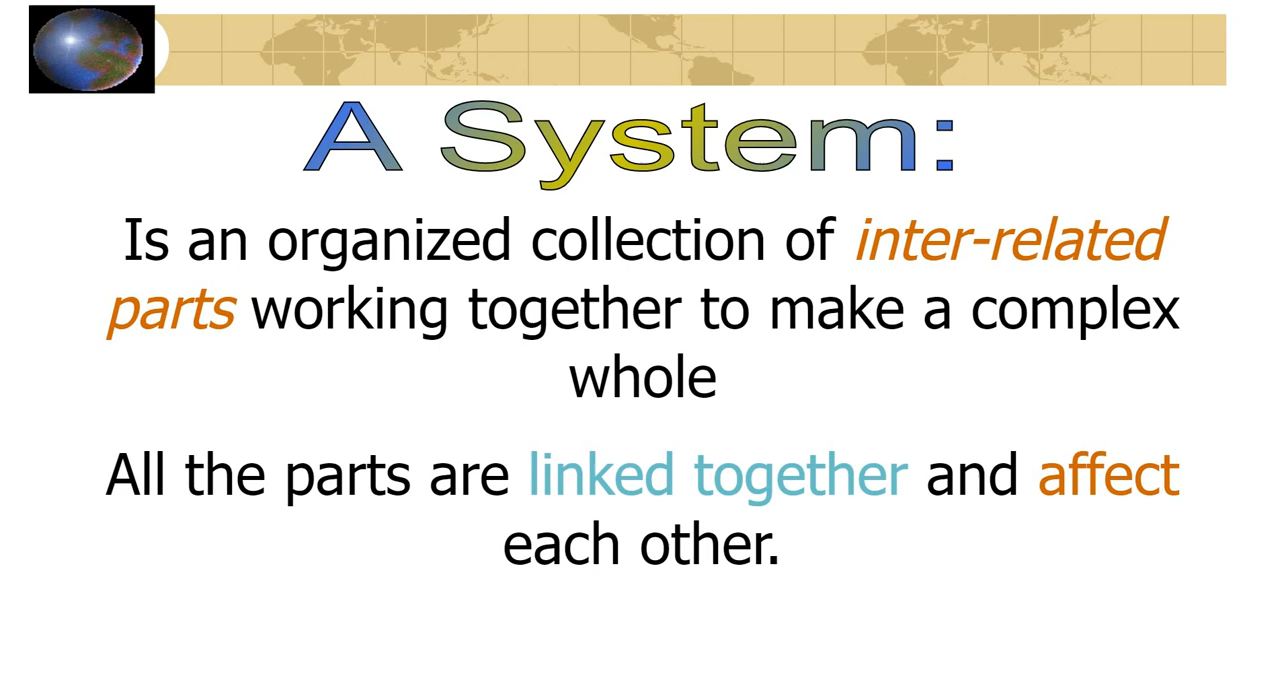 A System:
Is an organized collection of inter-related
parts working together to make a complex
whole
All the parts are linked together and affect
each other.